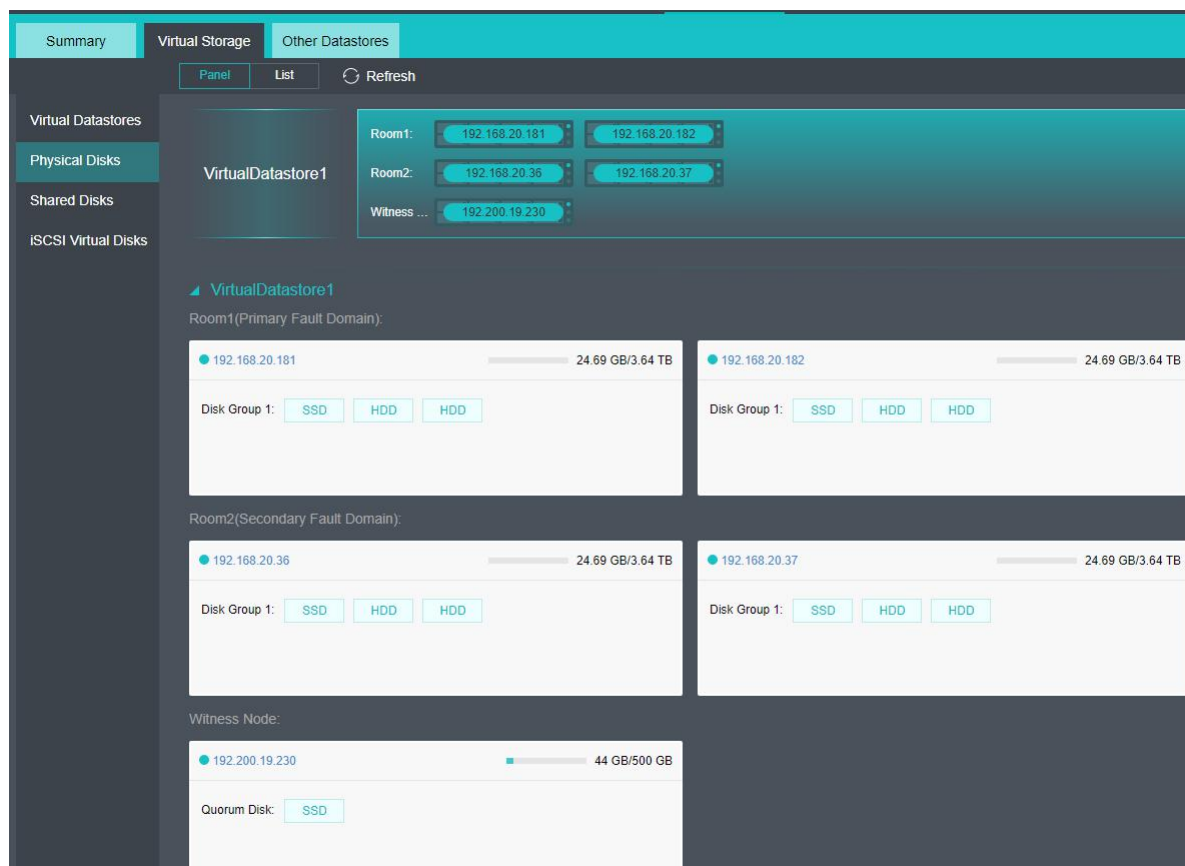 Summary Virtual Storage Other Datastores
Panel List Refresh
Virtual Datastores
Physical Disks
Shared Disks
iSCSI Virtual Disks
VirtualDatastore1
Room1: 192.168.20.181 192.168.20.182
Room2: 192.168.20.36 192.168.20.37
Witness ... 192.200.19.230
VirtualDatastore1
Room1(Primary Fault Domain):
192.168.20.181 24.69 GB/3.64 TB
Disk Group 1: SSD HDD HDD
192.168.20.182 24.69 GB/3.64 TB
Disk Group 1: SSD HDD HDD
Room2(Secondary Fault Domain):
192.168.20.36 24.69 GB/3.64 TB
Disk Group 1: SSD HDD HDD
192.168.20.37 24.69 GB/3.64 TB
Disk Group 1: SSD HDD HDD
Witness Node:
192.200.19.230 44 GB/500 GB
Quorum Disk: SSD